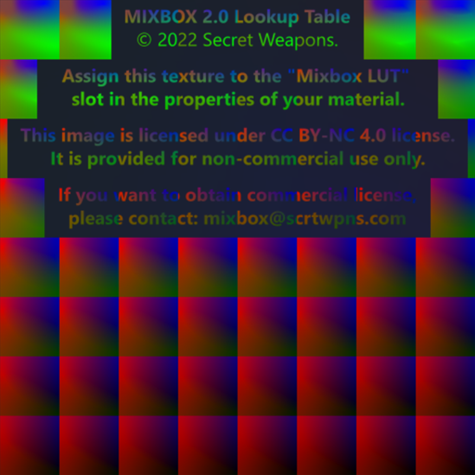 MIXBOX 2.0 Lookup Table
© 2022 Secret Weapons.
Assign this texture to the “Mixbox LUT”
slot in the properties of your material.
This image is licensed under CC BY-NC 4.0 license.
It is provided for non-commercial use only.
If you want to obtain commercial license,
please contact: mixbox@scrtwpns.com